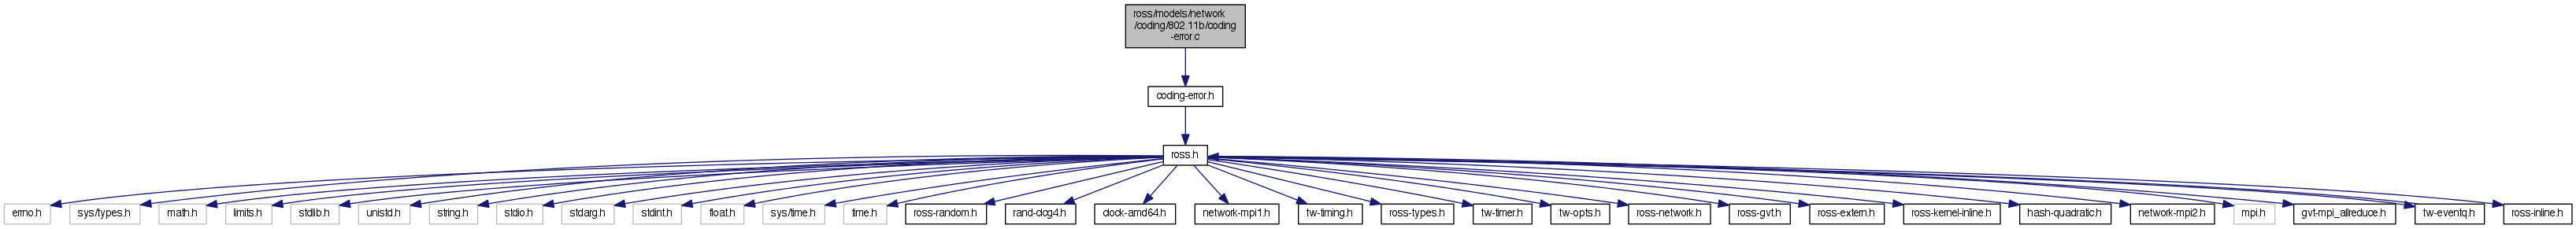 ross/models/network
/coding/802.11b/coding
-error.c
coding-error.h
ross.h
errno.h
sys/types.h
math.h
limits.h
stdlib.h
unistd.h
string.h
stdio.h
stdarg.h
stdint.h
float.h
sys/time.h
time.h
ross-random.h
rand-clcg4.h
clock-amd64.h
network-mpi1.h
tw-timing.h
ross-types.h
tw-timer.h
tw-opts.h
ross-network.h
ross-gvt.h
ross-extern.h
ross-kernel-inline.h
hash-quadratic.h
network-mpi2.h
mpi.h
gvt-mpi_allreduce.h
tw-eventq.h
ross-inline.h